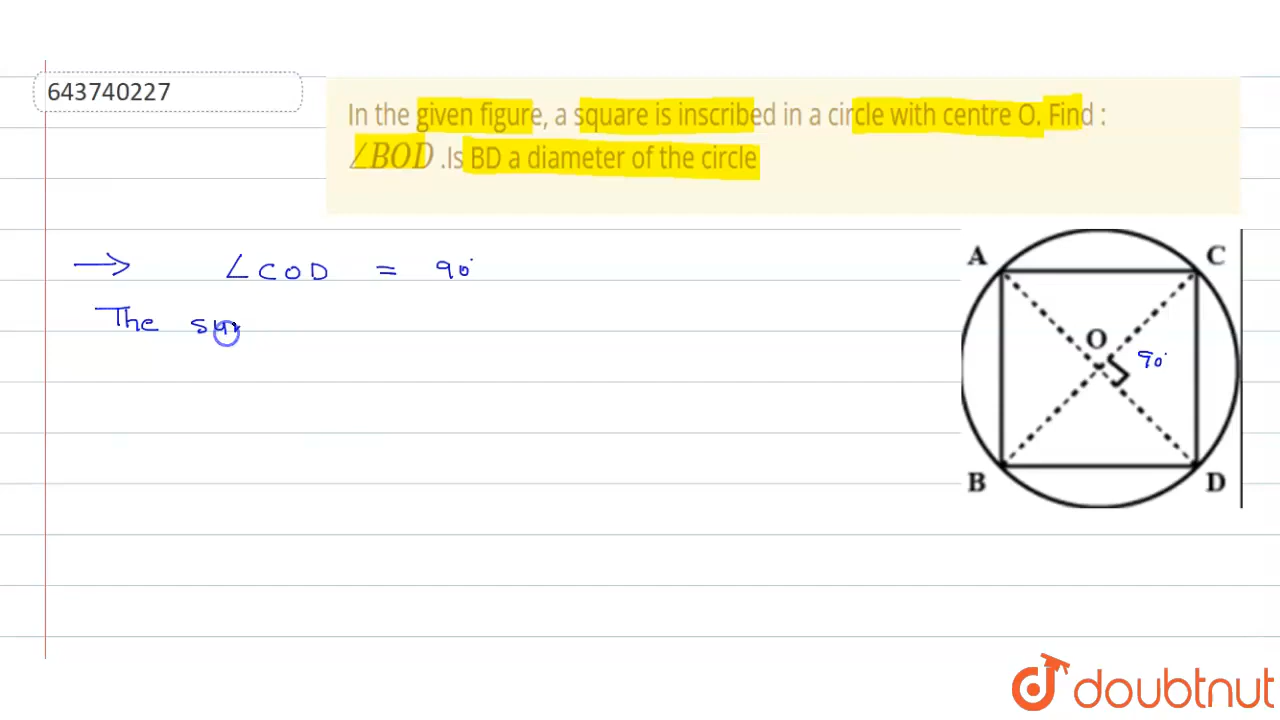 643740227
In the given figure, a square is inscribed in a circle with centre O. Find :
∠BOD .Is BD a diameter of the circle
→ ∠COD = 90°
The
A
C
O
90°
B
D
doubtnut